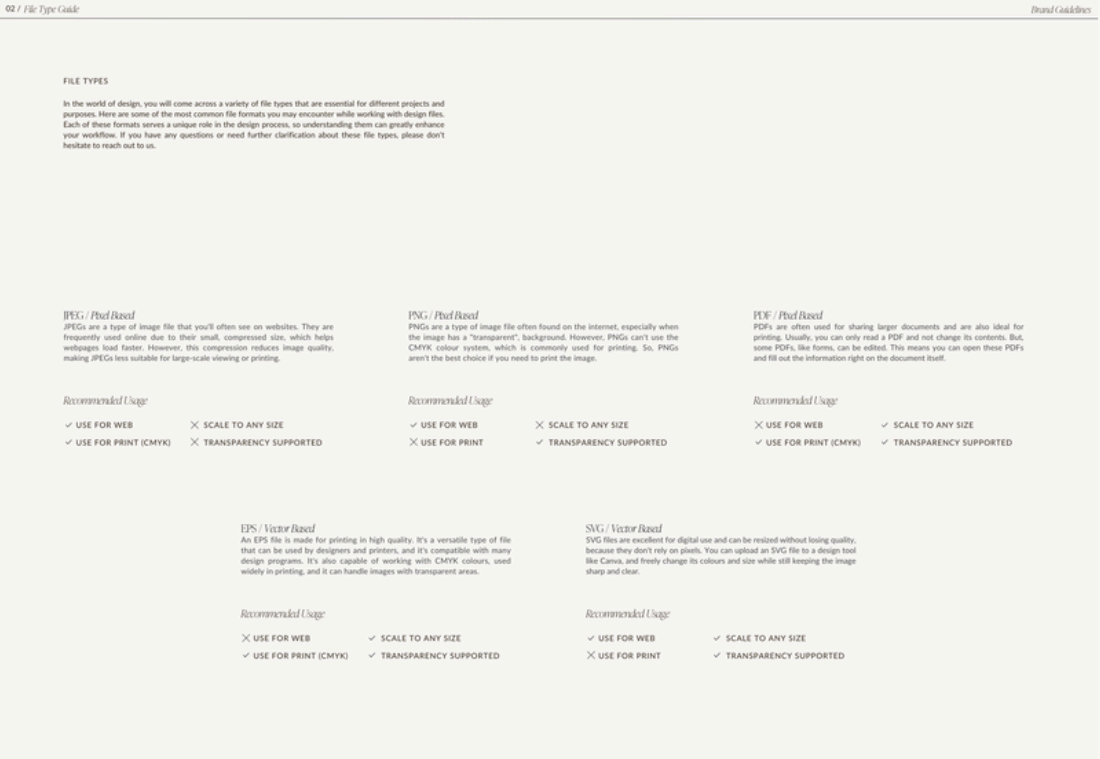 02 / File Type Guide
Brand Guidelines
FILE TYPES
In the world of design, you will come across a variety of file types that are essential for different projects and
purposes. Here are some of the most common file formats you may encounter while working with design files.
Each of these formats serves a unique role in the design process, so understanding them can greatly enhance
your workflow. If you have any questions or need further clarification about these file types, please don't
hesitate to reach out to us.
JPEG / Pixel Based
JPEGs are a type of image file that you'll often see on websites. They are
frequently used online due to their small, compressed size, which helps
webpages load faster. However, this compression reduces image quality,
making JPEGs less suitable for large-scale viewing or printing.
Recommended Usage
✓ USE FOR WEB
✕ SCALE TO ANY SIZE
✓ USE FOR PRINT (CMYK)
✕ TRANSPARENCY SUPPORTED
PNG / Pixel Based
PNGs are a type of image file often found on the internet, especially when
the image has a "transparent", background. However, PNGs can't use the
CMYK colour system, which is commonly used for printing. So, PNGs
aren't the best choice if you need to print the image.
Recommended Usage
✓ USE FOR WEB
✕ SCALE TO ANY SIZE
✕ USE FOR PRINT
✓ TRANSPARENCY SUPPORTED
PDF / Pixel Based
PDFs are often used for sharing larger documents and are also ideal for
printing. Usually, you can only read a PDF and not change its contents. But,
some PDFs, like forms, can be edited. This means you can open these PDFs
and fill out the information right on the document itself.
Recommended Usage
✕ USE FOR WEB
✓ SCALE TO ANY SIZE
✓ USE FOR PRINT (CMYK)
✓ TRANSPARENCY SUPPORTED
EPS / Vector Based
An EPS file is made for printing in high quality. It's a versatile type of file
that can be used by designers and printers, and it's compatible with many
design programs. It's also capable of working with CMYK colours, used
widely in printing, and it can handle images with transparent areas.
Recommended Usage
✕ USE FOR WEB
✓ SCALE TO ANY SIZE
✓ USE FOR PRINT (CMYK)
✓ TRANSPARENCY SUPPORTED
SVG / Vector Based
SVG files are excellent for digital use and can be resized without losing quality,
because they don't rely on pixels. You can upload an SVG file to a design tool
like Canva, and freely change its colours and size while still keeping the image
sharp and clear.
Recommended Usage
✓ USE FOR WEB
✓ SCALE TO ANY SIZE
✕ USE FOR PRINT
✓ TRANSPARENCY SUPPORTED